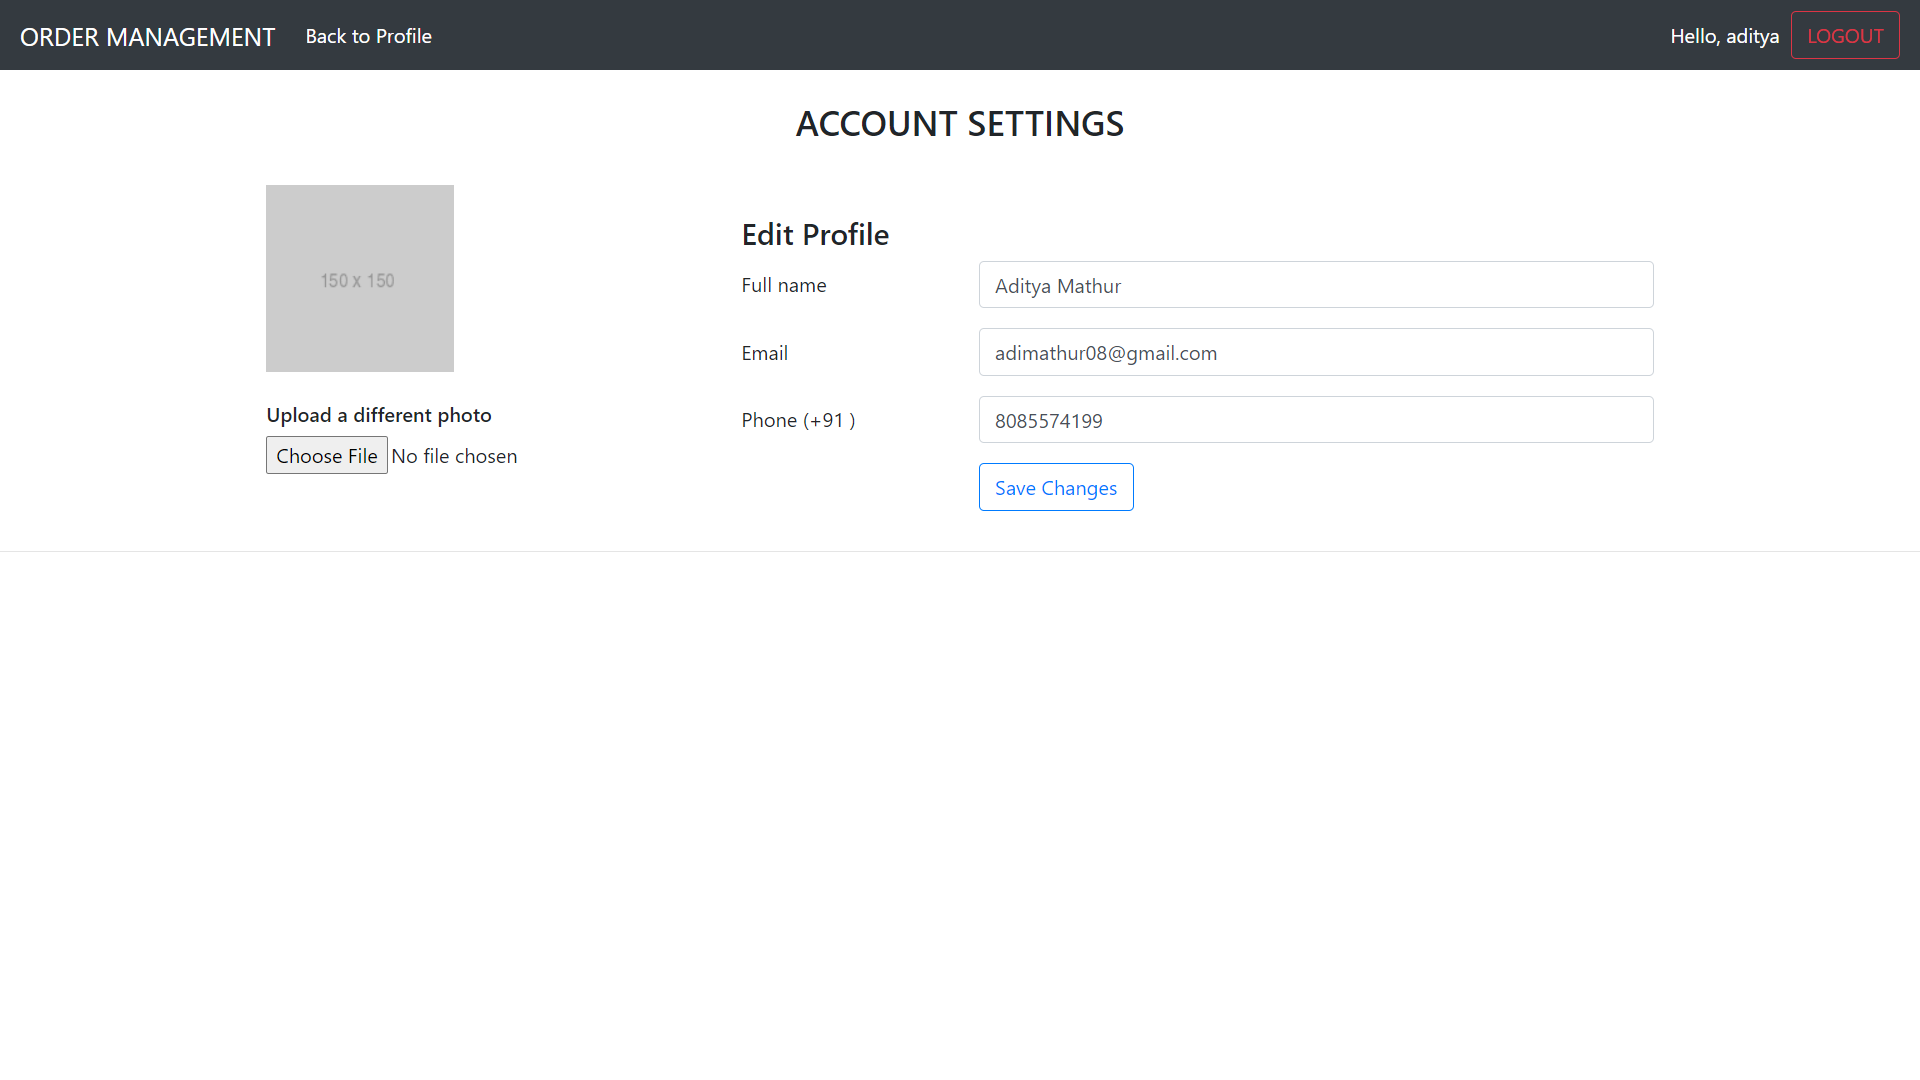 ORDER MANAGEMENT Back to Profile Hello, aditya LOGOUT
ACCOUNT SETTINGS
150 x 150
Upload a different photo
Choose File No file chosen
Edit Profile
Full name Aditya Mathur
Email adimathur08@gmail.com
Phone (+91 ) 8085574199
Save Changes